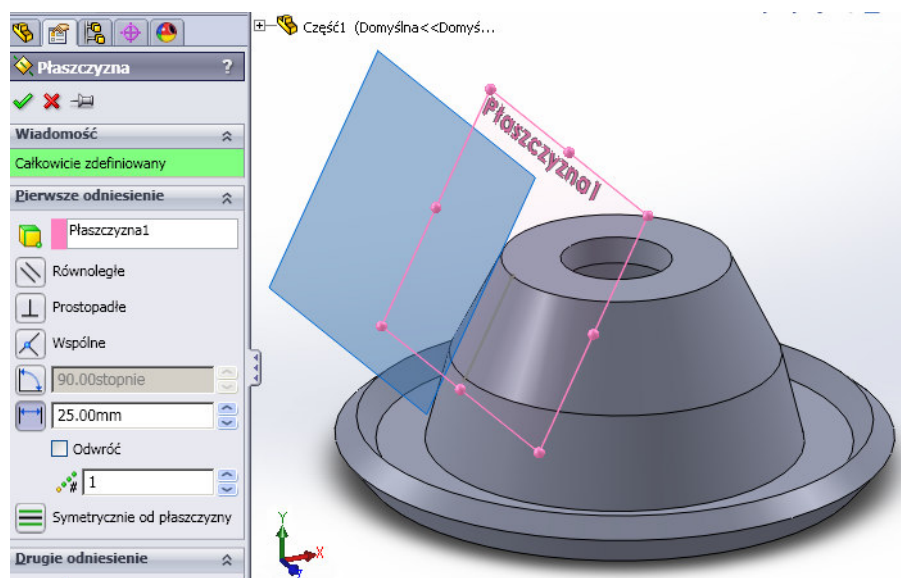 Część1 (Domyślna<<Domyś...
Płaszczyzna ?
Wiadomość
Całkowicie zdefiniowany
Pierwsze odniesienie
Płaszczyzna1
Równoległe
Prostopadłe
Wspólne
90.00stopnie
25.00mm
Odwróć
# 1
Symetrycznie od płaszczyzny
Drugie odniesienie
Płaszczyzna1
Y
X
Z